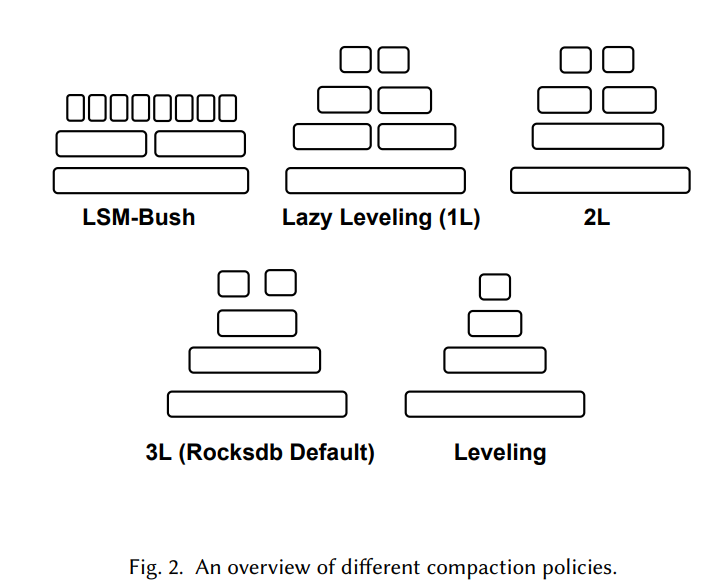 LSM-Bush
Lazy Leveling (1L)
2L
3L (Rocksdb Default)
Leveling
Fig. 2. An overview of different compaction policies.